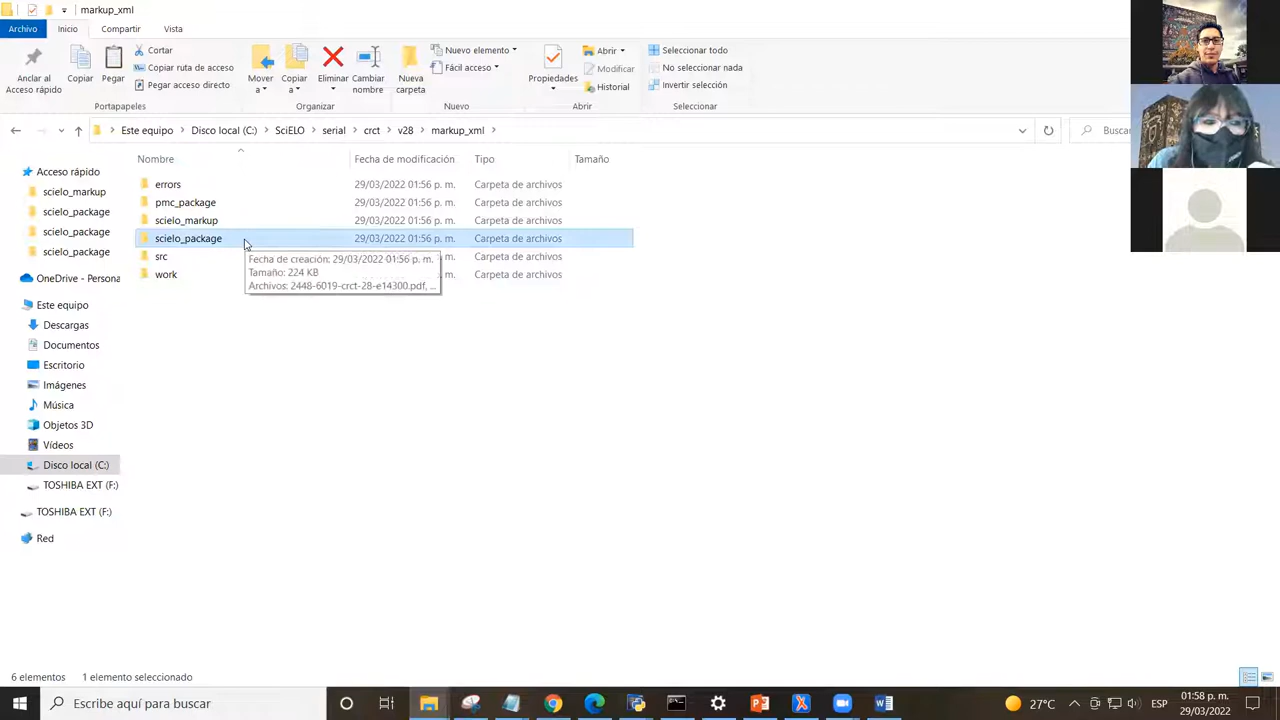 markup_xml
Archivo Inicio Compartir Vista
Anclar al Acceso rápido
Copiar
Pegar
Cortar
Copiar ruta de acceso
Pegar acceso directo
Portapapeles
Mover a
Copiar a
Eliminar
Cambiar nombre
Organizar
Nueva carpeta
Nuevo elemento
Fácil acceso
Nuevo
Propiedades
Abrir
Modificar
Historial
Abrir
Seleccionar todo
No seleccionar nada
Invertir selección
Seleccionar
Este equipo > Disco local (C:) > SciELO > serial > crct > v28 > markup_xml >
Buscar
Nombre Fecha de modificación Tipo Tamaño
errors 29/03/2022 01:56 p. m. Carpeta de archivos
pmc_package 29/03/2022 01:56 p. m. Carpeta de archivos
scielo_markup 29/03/2022 01:56 p. m. Carpeta de archivos
scielo_package 29/03/2022 01:56 p. m. Carpeta de archivos
src Carpeta de archivos
work Carpeta de archivos
Fecha de creación: 29/03/2022 01:56 p. m.
Tamaño: 224 KB
Archivos: 2448-6019-crct-28-e14300.pdf, ...
Acceso rápido
scielo_markup
scielo_package
scielo_package
scielo_package
OneDrive - Persona
Este equipo
Descargas
Documentos
Escritorio
Imágenes
Música
Objetos 3D
Vídeos
Disco local (C:)
TOSHIBA EXT (F:)
TOSHIBA EXT (F:)
Red
6 elementos 1 elemento seleccionado
Escribe aquí para buscar
27°C
ESP
01:58 p. m.
29/03/2022